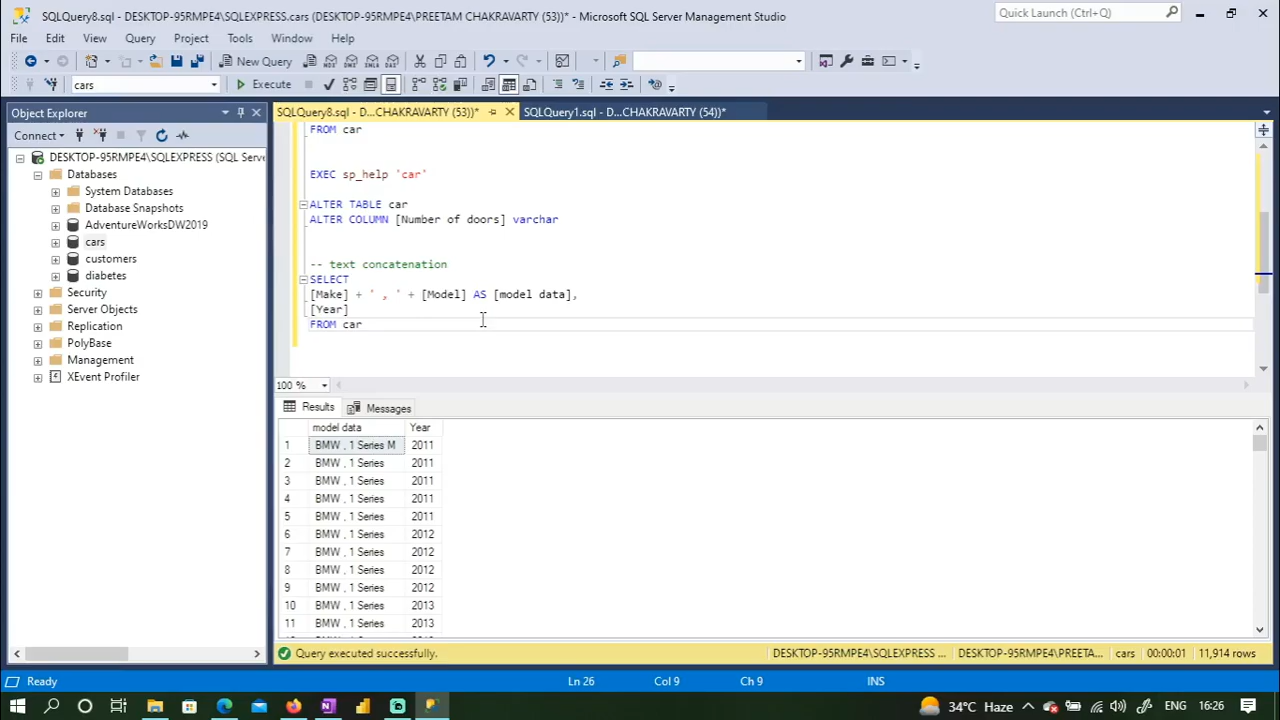 SQLQuery8.sql - DESKTOP-95RMPE4\SQLEXPRESS.cars (DESKTOP-95RMPE4\PREETAM CHAKRAVARTY (53))* - Microsoft SQL Server Management Studio
Quick Launch (Ctrl+Q)
File Edit View Query Project Tools Window Help
New Query
cars
Execute
Object Explorer
SQLQuery8.sql - D...CHAKRAVARTY (53))*
SQLQuery1.sql - D...CHAKRAVARTY (54))*
Connect
DESKTOP-95RMPE4\SQLEXPRESS (SQL Serve
Databases
System Databases
Database Snapshots
AdventureWorksDW2019
cars
customers
diabetes
Security
Server Objects
Replication
PolyBase
Management
XEvent Profiler
FROM car
EXEC sp_help 'car'
ALTER TABLE car
ALTER COLUMN [Number of doors] varchar
-- text concatenation
SELECT
[Make] + ' , ' + [Model] AS [model data],
[Year]
FROM car
100 %
Results Messages
model data Year
1 BMW , 1 Series M 2011
2 BMW , 1 Series 2011
3 BMW , 1 Series 2011
4 BMW , 1 Series 2011
5 BMW , 1 Series 2011
6 BMW , 1 Series 2012
7 BMW , 1 Series 2012
8 BMW , 1 Series 2012
9 BMW , 1 Series 2012
10 BMW , 1 Series 2013
11 BMW , 1 Series 2013
Query executed successfully.
DESKTOP-95RMPE4\SQLEXPRESS ... DESKTOP-95RMPE4\PREETA... cars 00:00:01 11,914 rows
Ready Ln 26 Col 9 Ch 9 INS
34°C Haze ENG 16:26